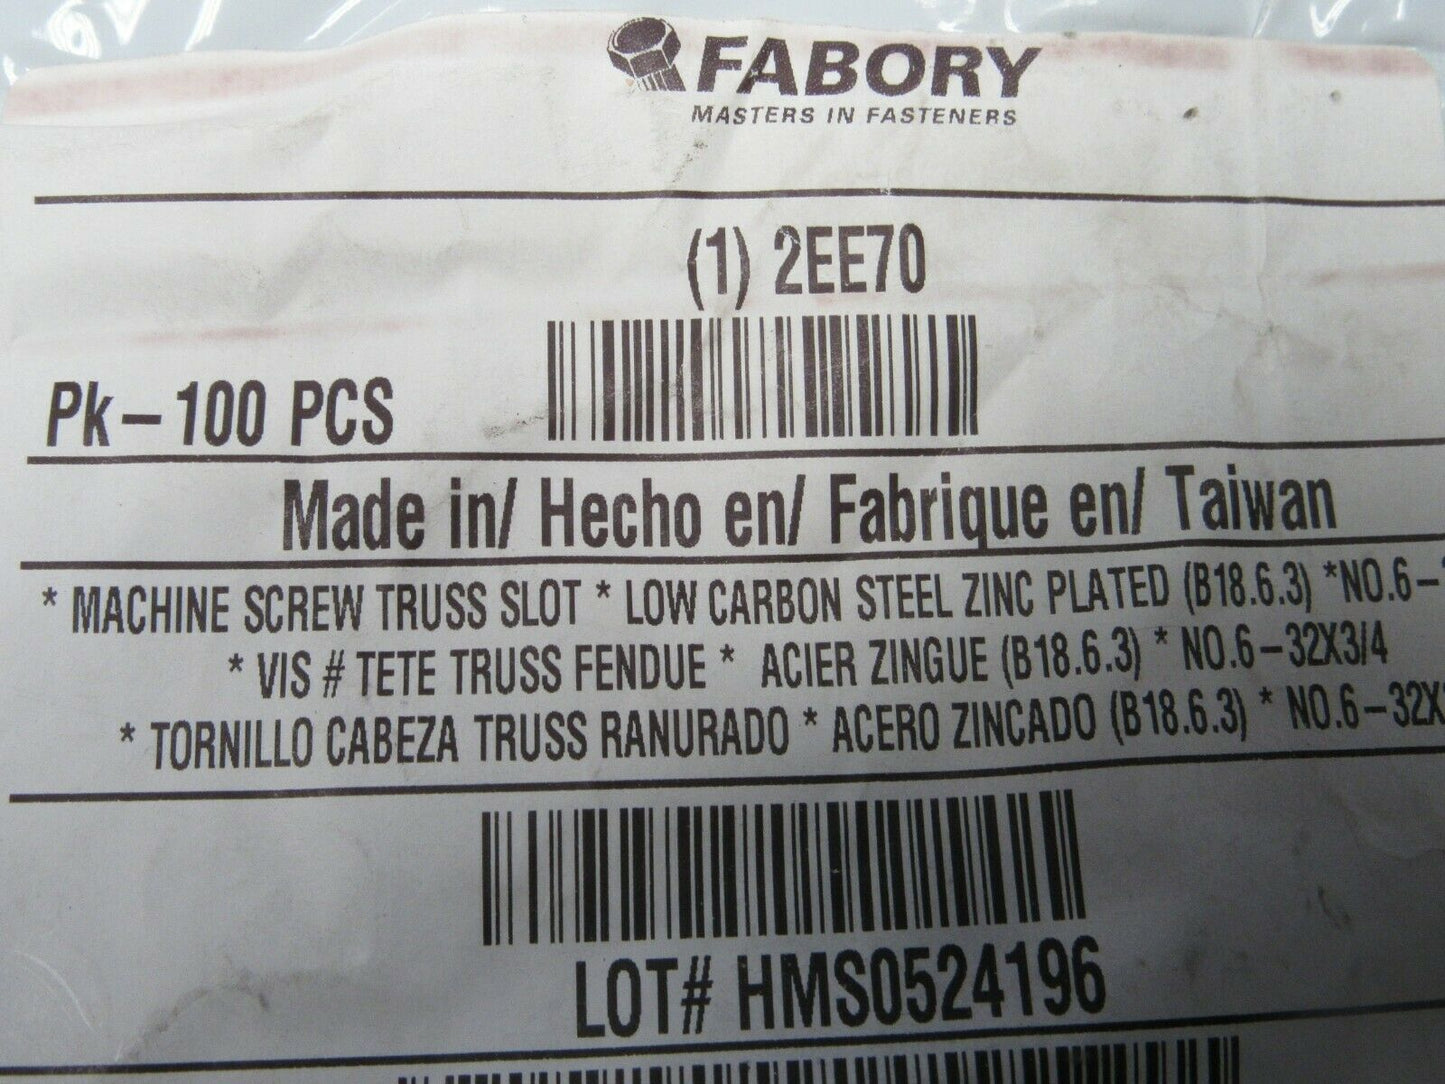 FABORY
MASTERS IN FASTENERS
(1) 2EE70
Pk-100 PCS
Made in/ Hecho en/ Fabrique en/ Taiwan
* MACHINE SCREW TRUSS SLOT * LOW CARBON STEEL ZINC PLATED (B18.6.3) *NO.6-
* VIS # TETE TRUSS FENDUE * ACIER ZINGUE (B18.6.3) * NO.6-32X3/4
* TORNILLO CABEZA TRUSS RANURADO * ACERO ZINCADO (B18.6.3) * NO.6-32X
LOT# HMS0524196